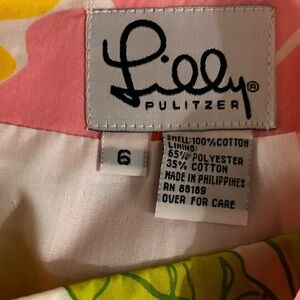 Lilly®
PULITZER
6
SHELL: 100% COTTON
LINING:
65% POLYESTER
35% COTTON
MADE IN PHILIPPINES
RN 88189
OVER FOR CARE